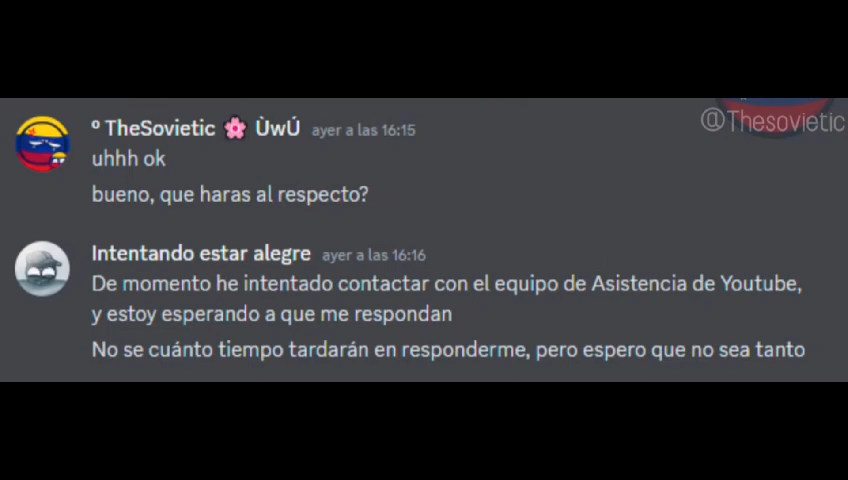 º TheSovietic 🌸 ÙwÚ ayer a las 16:15
@Thesovietic
uhhh ok
bueno, que haras al respecto?
Intentando estar alegre ayer a las 16:16
De momento he intentado contactar con el equipo de Asistencia de Youtube,
y estoy esperando a que me respondan
No se cuánto tiempo tardarán en responderme, pero espero que no sea tanto